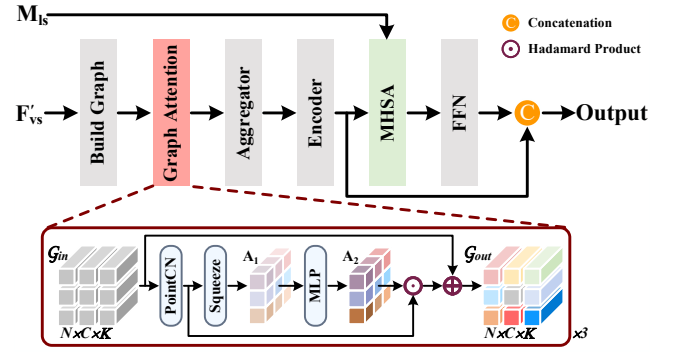 M_ls
C Concatenation
Hadamard Product
F'_vs
Build Graph
Graph Attention
Aggregator
Encoder
MHSA
FFN
C
Output
G_in
PointCN
Squeeze
A_1
MLP
A_2
G_out
N×C×K
N×C×K
×3